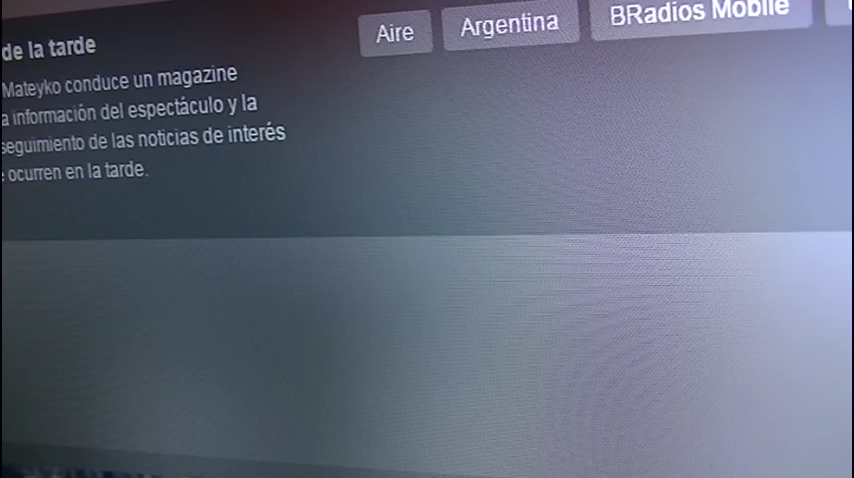 de la tarde
Mateyko conduce un magazine
a información del espectáculo y la
seguimiento de las noticias de interés
ocurren en la tarde.
Aire
Argentina
BRadios Mobile